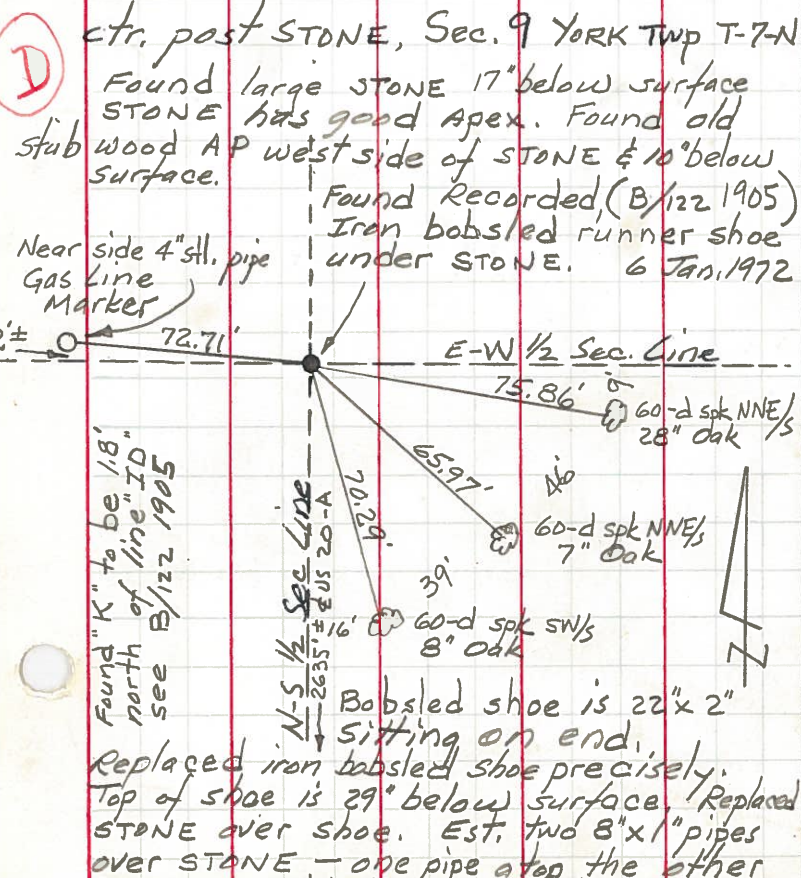 D
ctr. post STONE, Sec. 9 YORK Twp T-7-N
Found large STONE 17" below surface
STONE has good Apex. Found old
stub wood AP west side of STONE & 10" below
surface.
Found Recorded (B/122 1905)
Iron bobsled runner shoe
under STONE. 6 Jan. 1972
Near side 4" stl. pipe
Gas Line
Marker
2'±
72.71'
E-W 1/2 Sec. Line
75.86'
60-d spk NNE/s
28" Oak
65.97'
46'
60-d spk NNE/s
7" Oak
70.29'
39'
16'
60-d spk SW/s
8" Oak
N-S 1/2 Sec Line
2635'± ℄ US 20-A
Found "K" to be 1.8'
north of line "ID"
see B/122 1905
N
Bobsled shoe is 22" x 2"
Sitting on end.
Replaced iron bobsled shoe precisely.
Top of shoe is 29" below surface. Replaced
STONE over shoe. Est. two 8" x 1" pipes
over STONE — one pipe atop the other